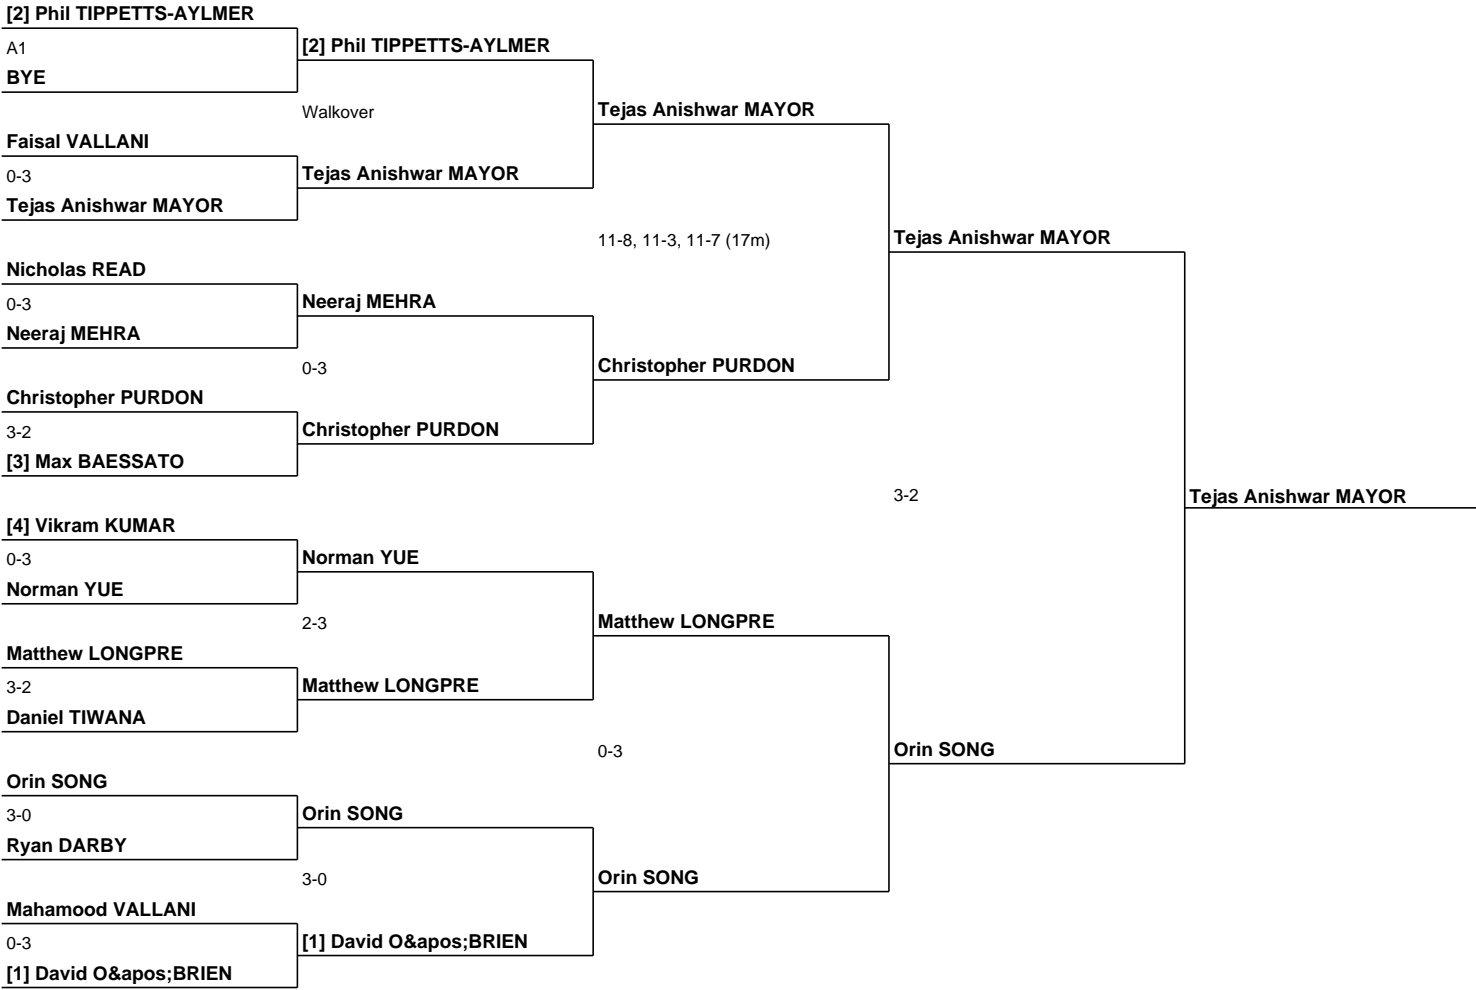 [2] Phil TIPPETTS-AYLMER
A1
BYE
Faisal VALLANI
0-3
Tejas Anishwar MAYOR
Nicholas READ
0-3
Neeraj MEHRA
Christopher PURDON
3-2
[3] Max BAESSATO
[4] Vikram KUMAR
0-3
Norman YUE
Matthew LONGPRE
3-2
Daniel TIWANA
Orin SONG
3-0
Ryan DARBY
Mahamood VALLANI
0-3
[1] David O&apos;BRIEN
[2] Phil TIPPETTS-AYLMER
Walkover
Tejas Anishwar MAYOR
Neeraj MEHRA
0-3
Christopher PURDON
Norman YUE
2-3
Matthew LONGPRE
Orin SONG
3-0
[1] David O&apos;BRIEN
Tejas Anishwar MAYOR
11-8, 11-3, 11-7 (17m)
Christopher PURDON
Matthew LONGPRE
0-3
Orin SONG
Tejas Anishwar MAYOR
3-2
Orin SONG
Tejas Anishwar MAYOR